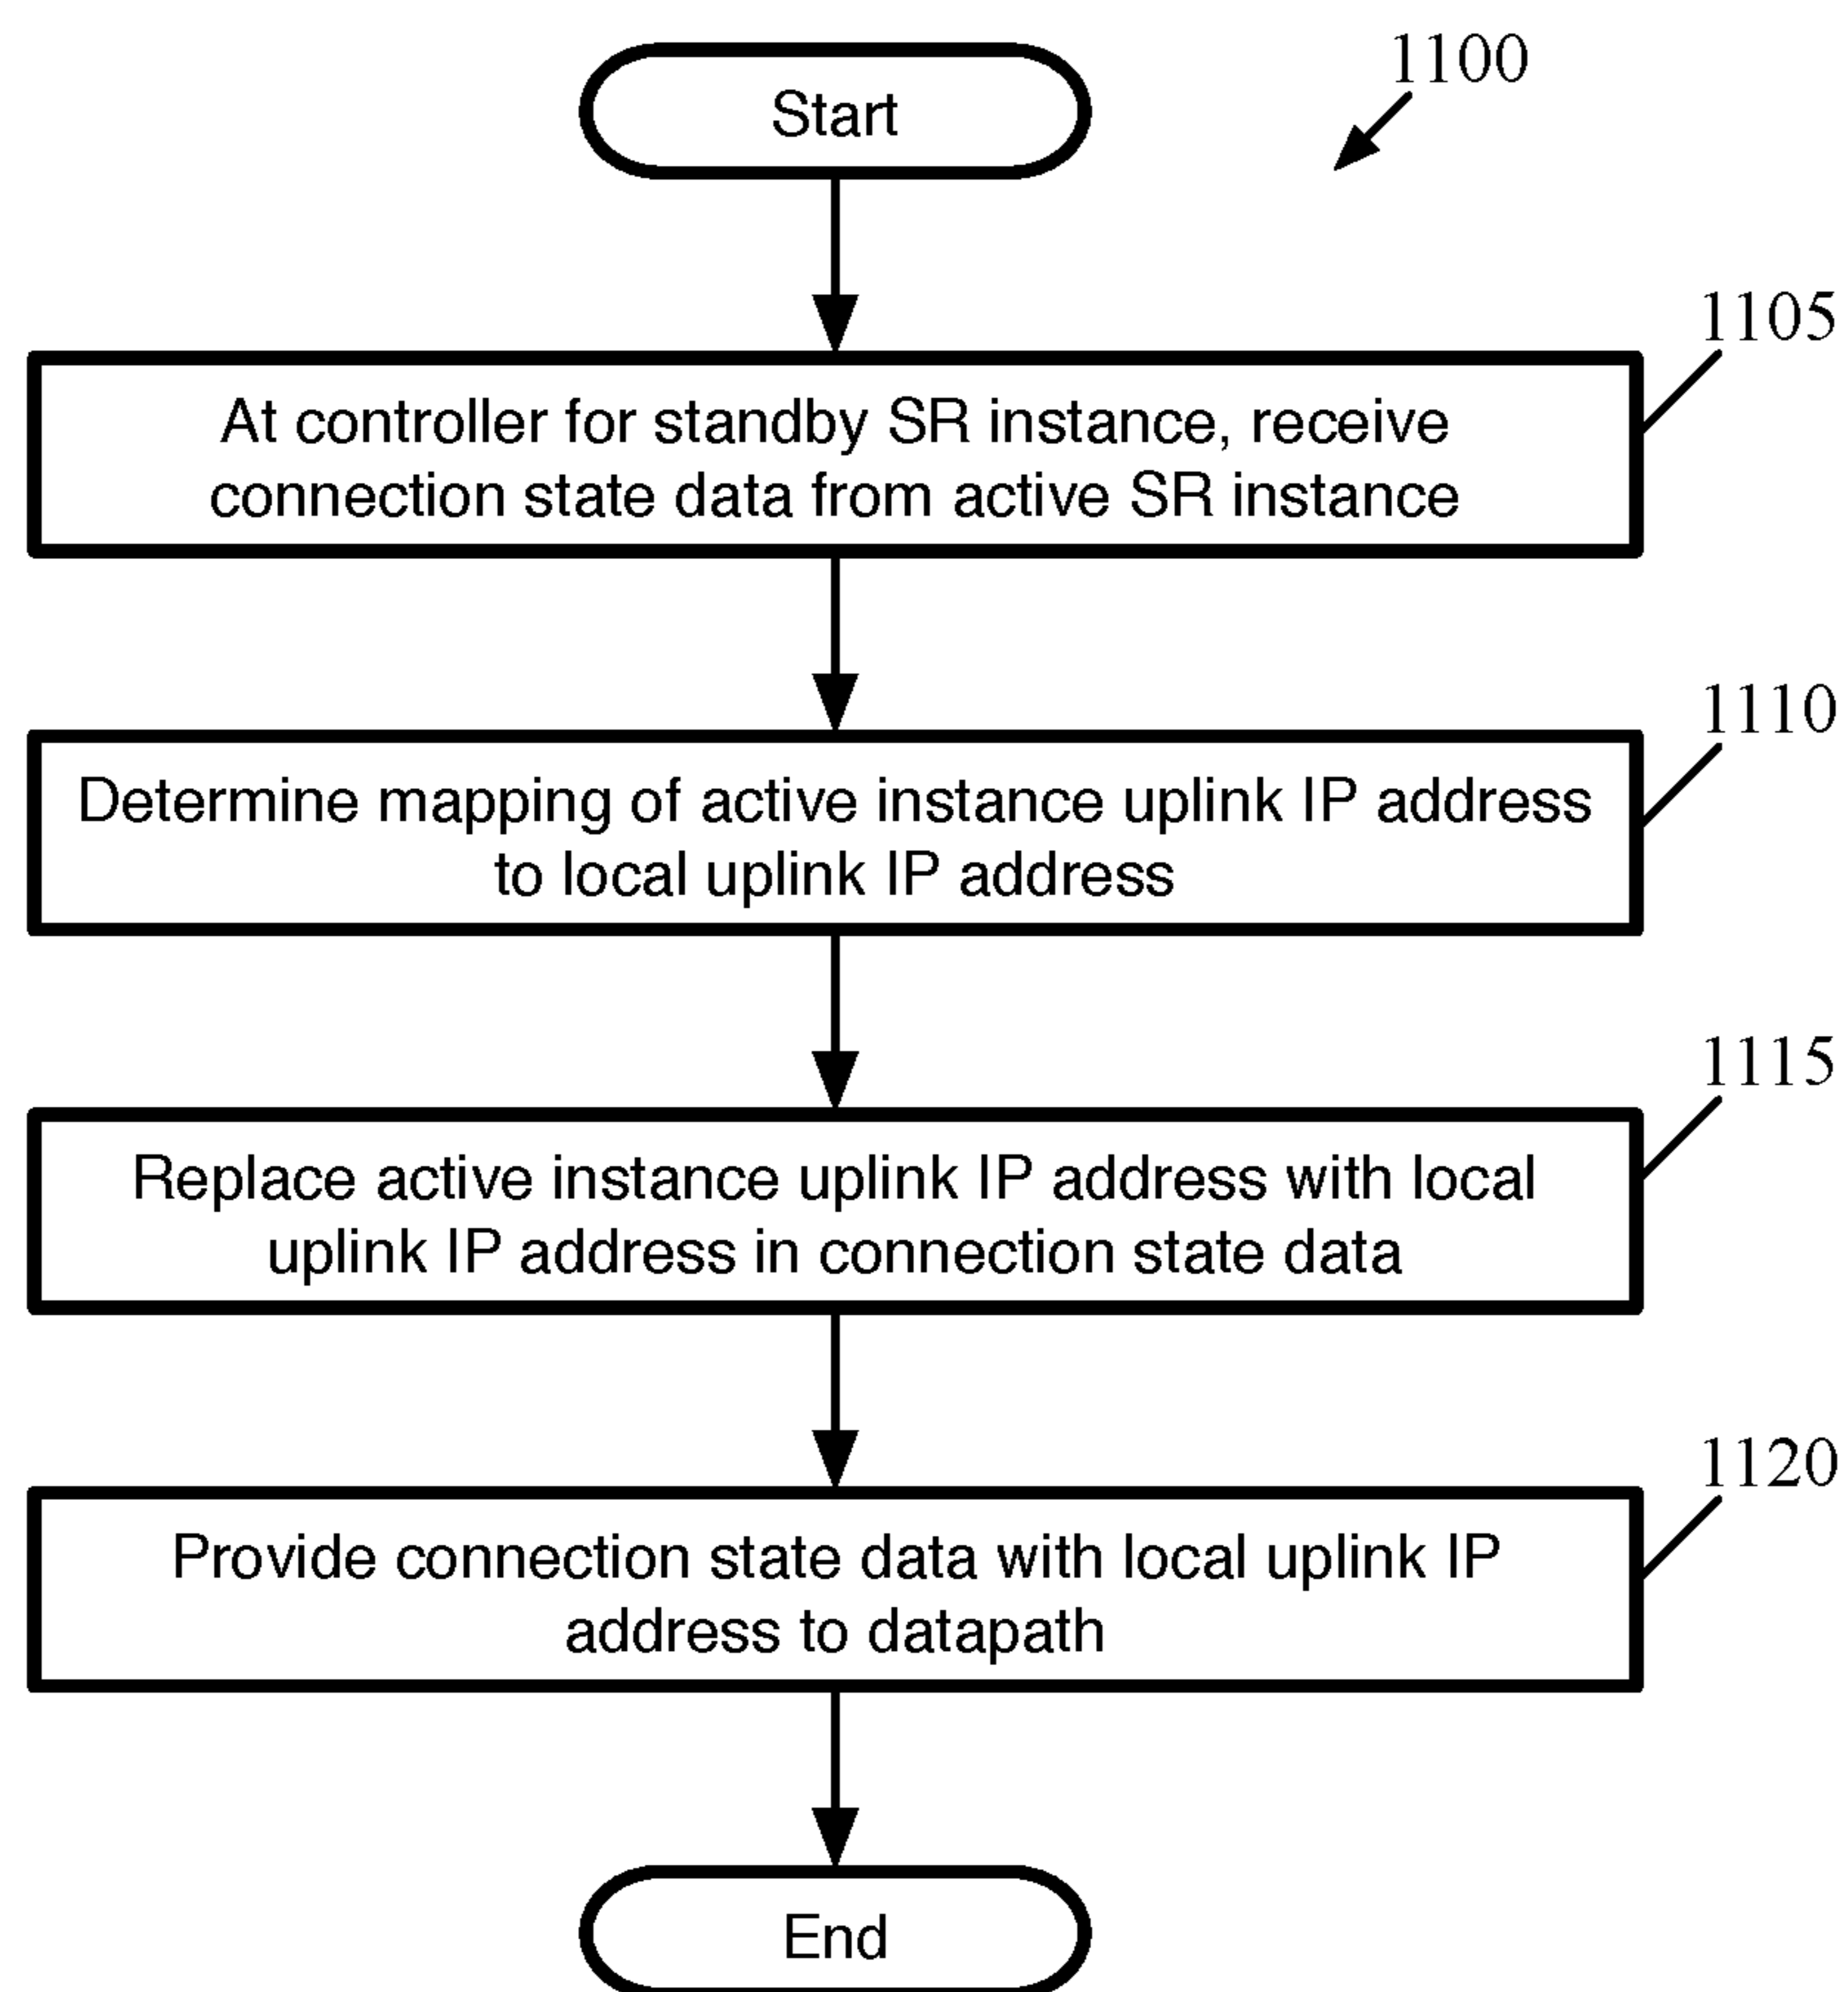 1100
Start
1105
At controller for standby SR instance, receive
connection state data from active SR instance
1110
Determine mapping of active instance uplink IP address
to local uplink IP address
1115
Replace active instance uplink IP address with local
uplink IP address in connection state data
1120
Provide connection state data with local uplink IP
address to datapath
End